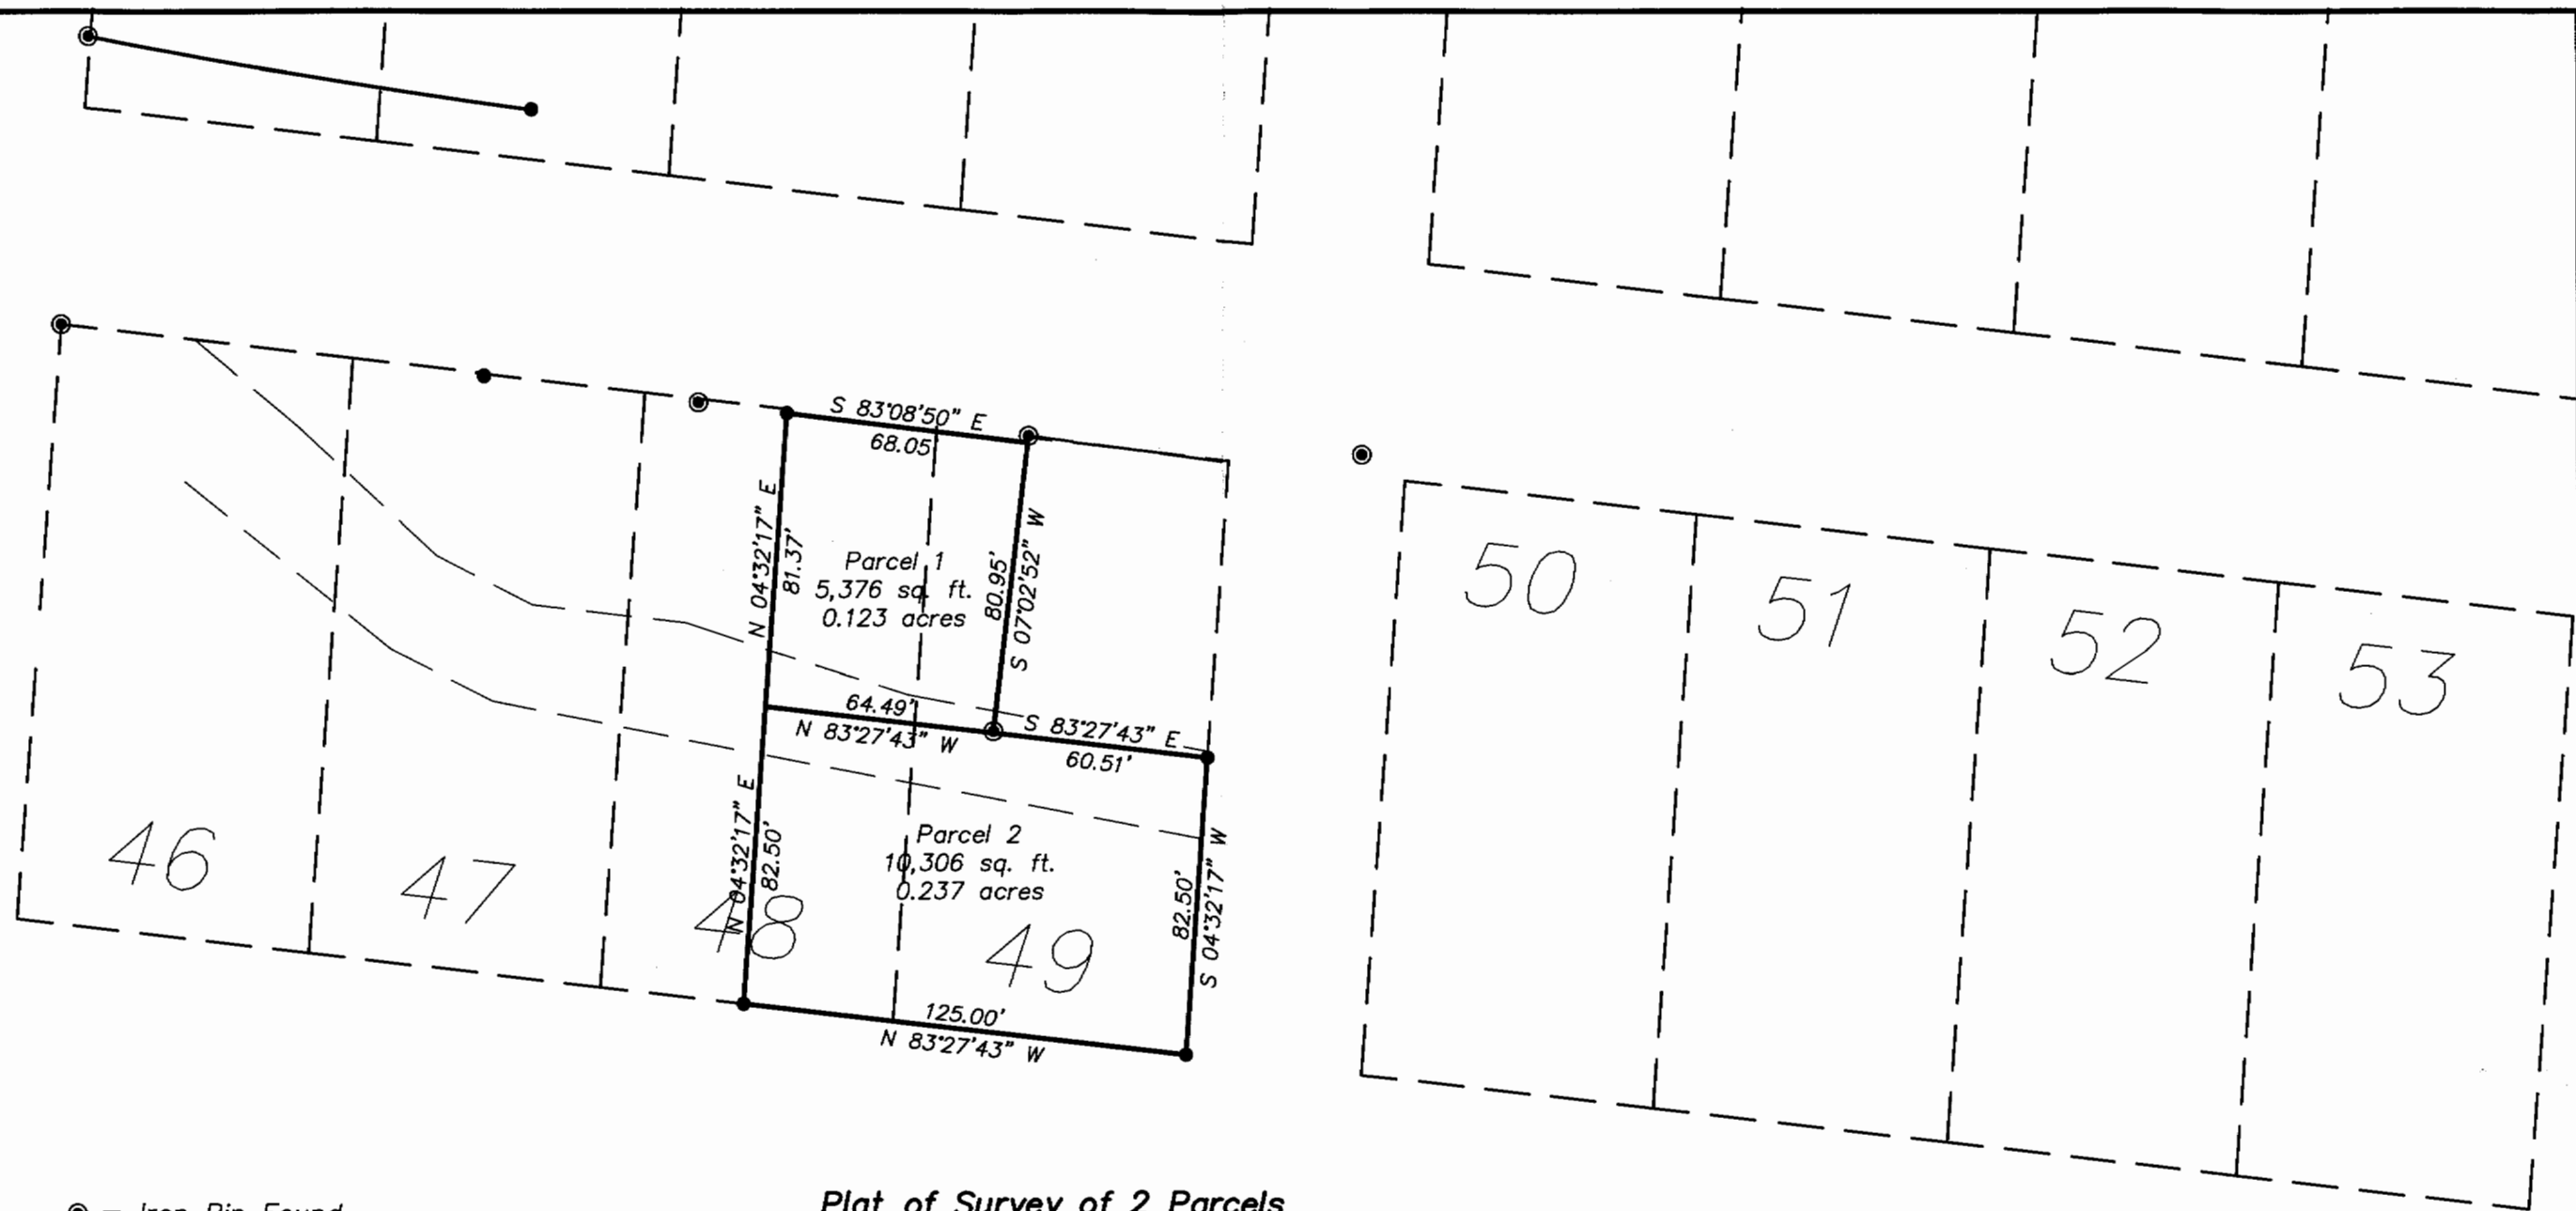 S 83°08'50" E
68.05'
N 04°32'17" E
81.37'
Parcel 1
5,376 sq. ft.
0.123 acres
80.95'
S 07°02'52" W
64.49'
N 83°27'43" W
S 83°27'43" E
60.51'
N 04°32'17" E
82.50'
Parcel 2
10,306 sq. ft.
0.237 acres
82.50'
S 04°32'17" W
125.00'
N 83°27'43" W
46
47
48
49
50
51
52
53
= Iron Pin Found
Plat of Survey of 2 Parcels